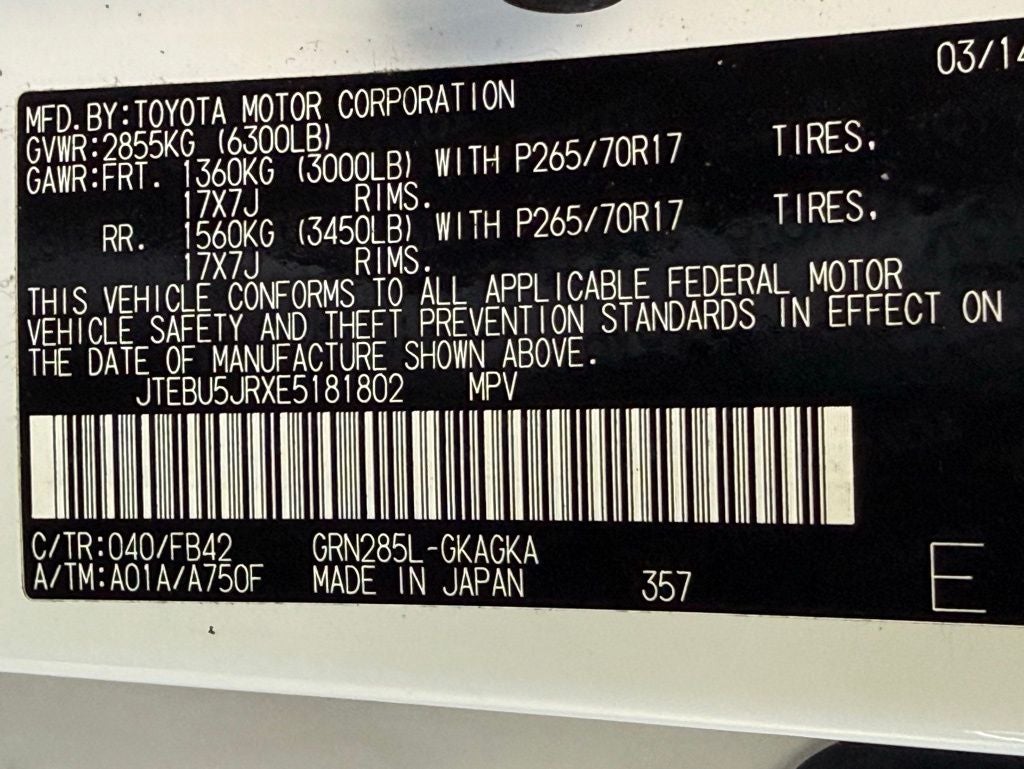 03/14
MFD.BY:TOYOTA MOTOR CORPORATION
GVWR:2855KG (6300LB)
GAWR:FRT. 1360KG (3000LB) WITH P265/70R17 TIRES.
17X7J RIMS.
RR. 1560KG (3450LB) WITH P265/70R17 TIRES.
17X7J RIMS.
THIS VEHICLE CONFORMS TO ALL APPLICABLE FEDERAL MOTOR
VEHICLE SAFETY AND THEFT PREVENTION STANDARDS IN EFFECT ON
THE DATE OF MANUFACTURE SHOWN ABOVE.
JTEBU5JRXE5181802 MPV
C/TR:040/FB42 GRN285L-GKAGKA
A/TM:A01A/A750F MADE IN JAPAN 357 E